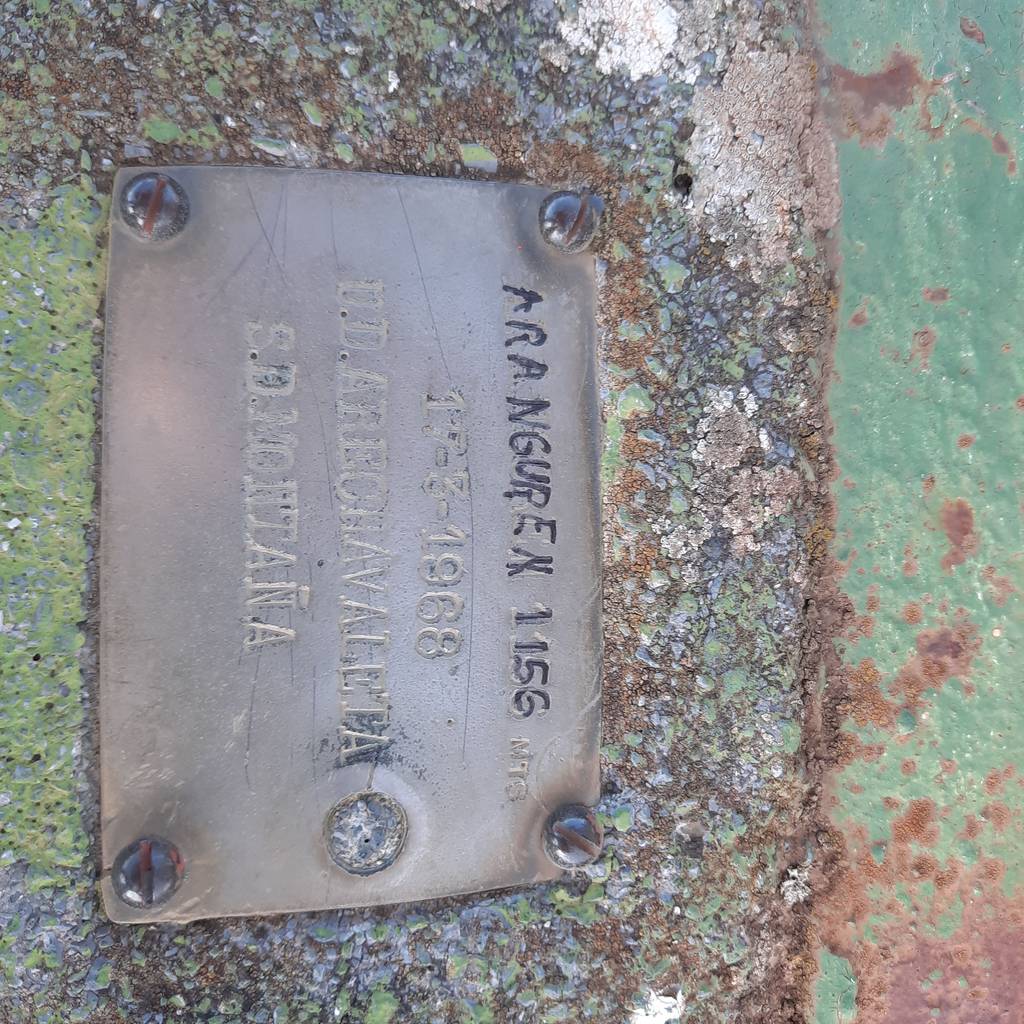 ARANGUREN 1156 MTS
17-3-1968
U.D.ARECHAVALETA
S.D.MONTAÑA